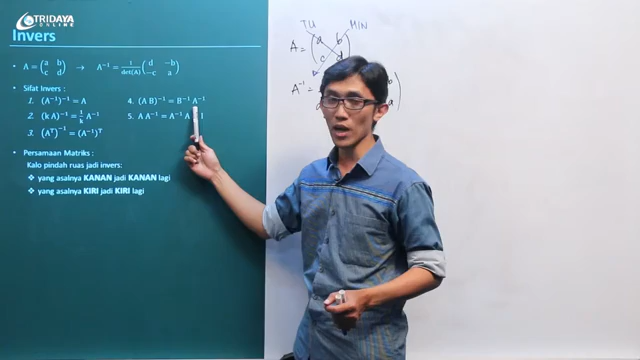 TRIDAYA
ONLINE
Invers
A = (a b
c d) → A⁻¹ = 1/det(A) (d −b
−c a)
Sifat Invers :
1. (A⁻¹)⁻¹ = A
2. (k A)⁻¹ = 1/k A⁻¹
3. (Aᵀ)⁻¹ = (A⁻¹)ᵀ
4. (A B)⁻¹ = B⁻¹ A⁻¹
5. A A⁻¹ = A⁻¹ A I
Persamaan Matriks :
Kalo pindah ruas jadi invers:
❖ yang asalnya KANAN jadi KANAN lagi
❖ yang asalnya KIRI jadi KIRI lagi
TU MIN
A = (a b
c d)
A⁻¹ =